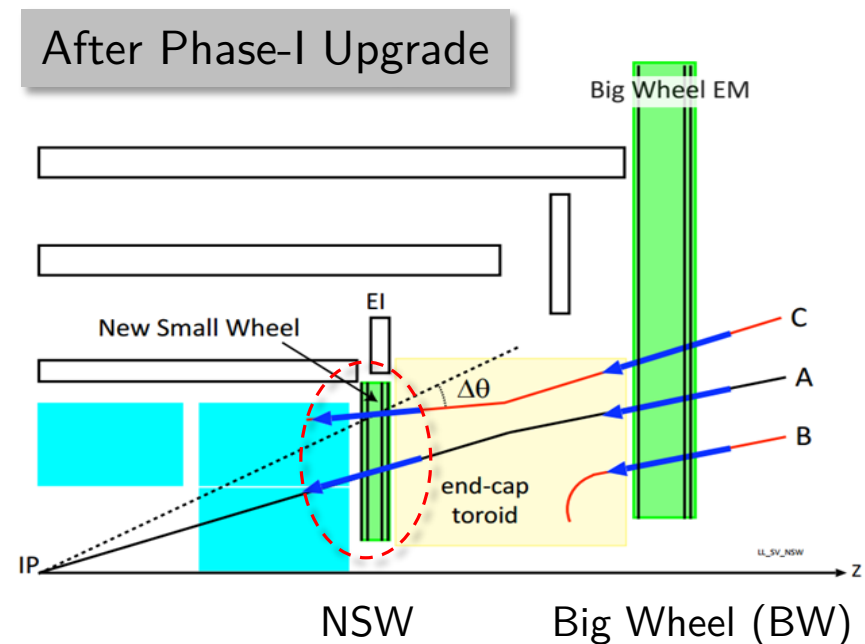 After Phase-I Upgrade
Big Wheel EM
EI
New Small Wheel
C
Δθ
A
B
end-cap
toroid
IP
LL_SV_NSW
z
NSW
Big Wheel (BW)